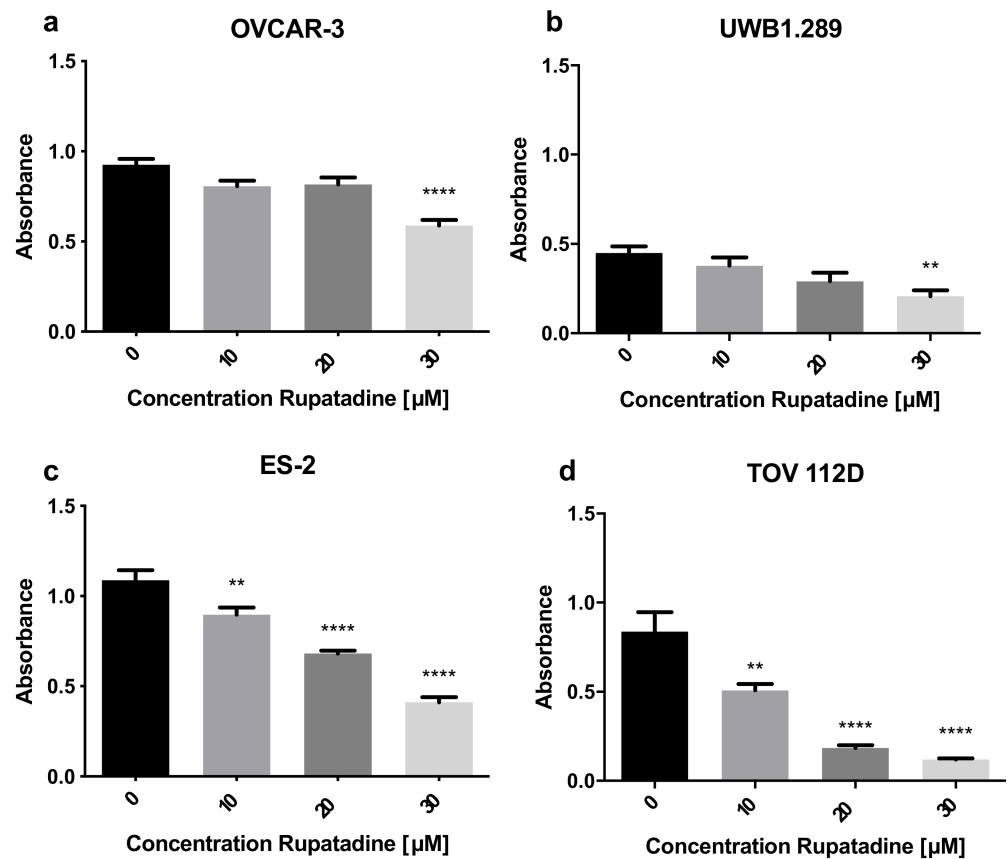 a
OVCAR-3
Absorbance
1.5
1.0
0.5
0.0
****
0 10 20 30
Concentration Rupatadine [µM]
b
UWB1.289
Absorbance
1.5
1.0
0.5
0.0
**
0 10 20 30
Concentration Rupatadine [µM]
c
ES-2
Absorbance
1.5
1.0
0.5
0.0
**
****
****
0 10 20 30
Concentration Rupatadine [µM]
d
TOV 112D
Absorbance
1.5
1.0
0.5
0.0
**
****
****
0 10 20 30
Concentration Rupatadine [µM]